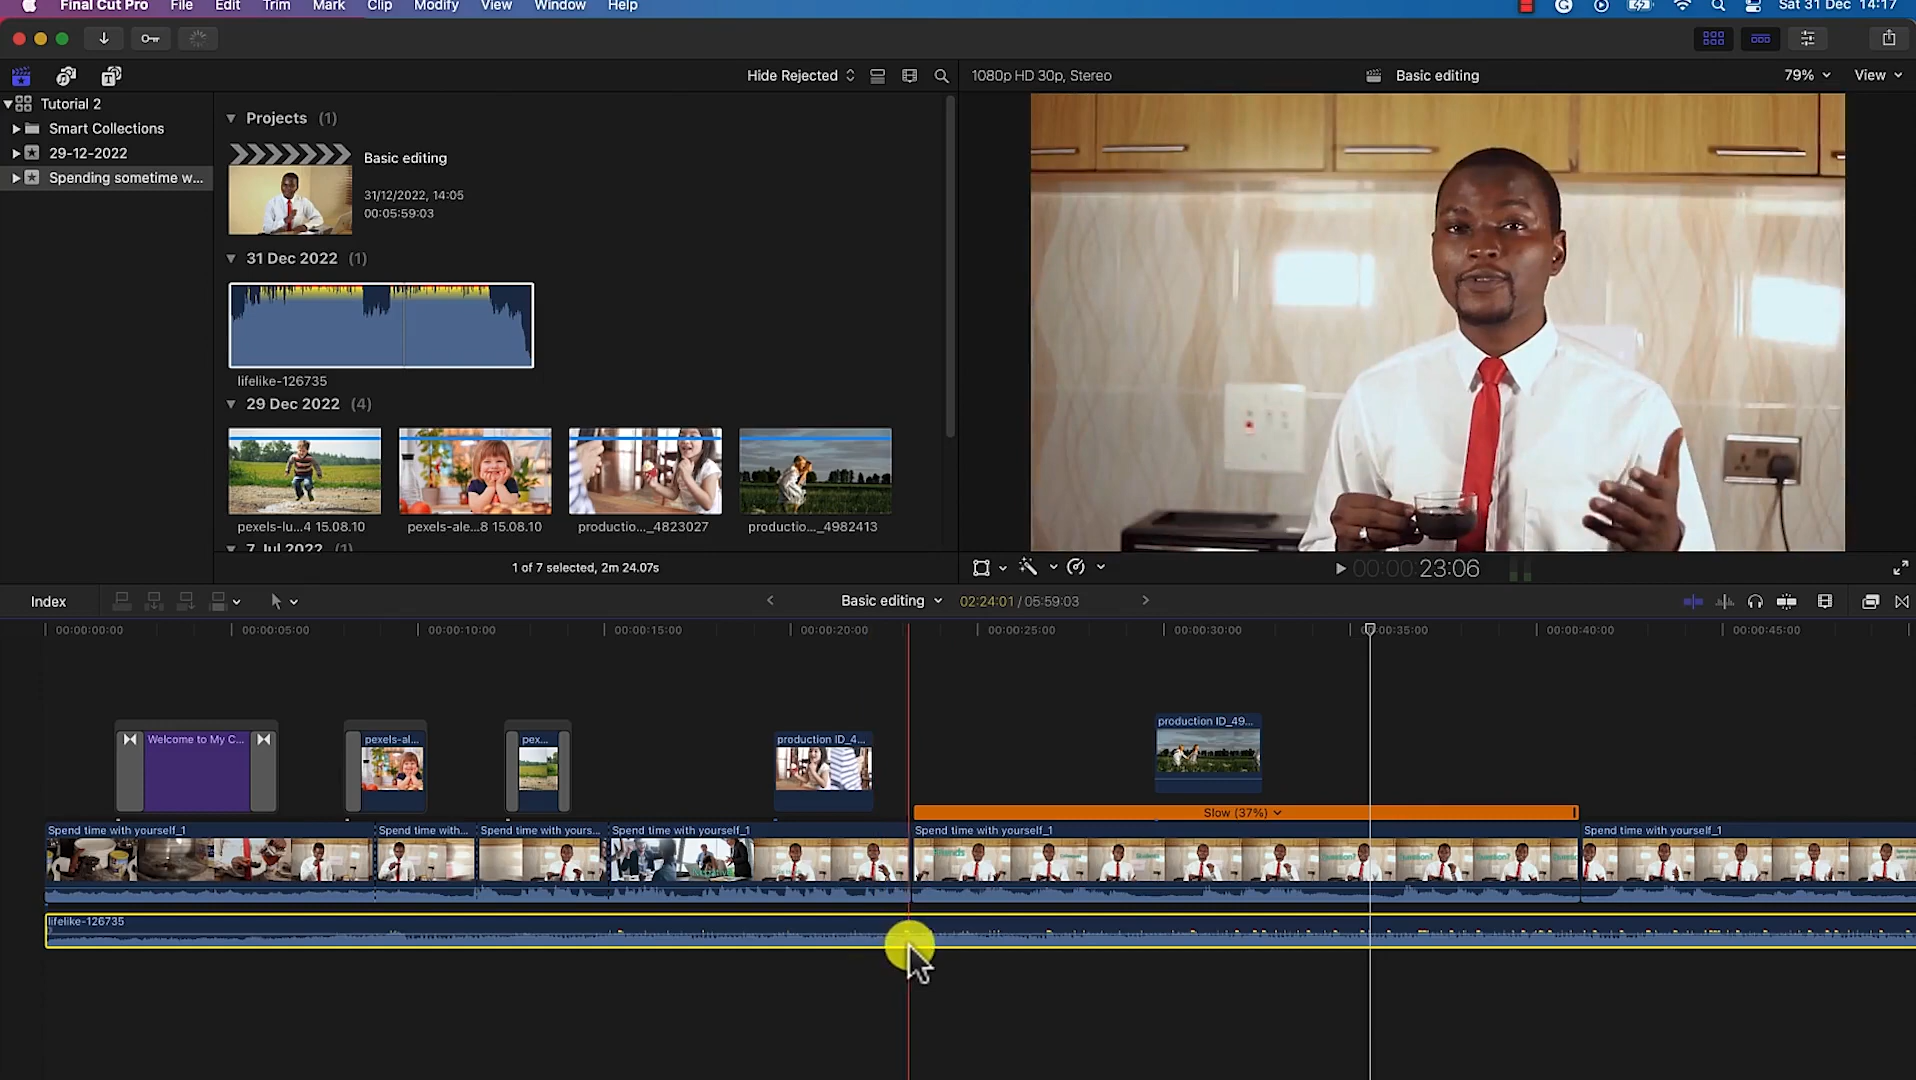 Final Cut Pro File Edit Trim Mark Clip Modify View Window Help
Sat 31 Dec 14:17
Hide Rejected
1080p HD 30p, Stereo
Basic editing
79%
View
Tutorial 2
Smart Collections
29-12-2022
Spending sometime w...
Projects (1)
Basic editing
31/12/2022, 14:05
00:05:59:03
31 Dec 2022 (1)
lifelike-126735
29 Dec 2022 (4)
pexels-lu...4 15.08.10
pexels-ale...8 15.08.10
productio..._4823027
productio..._4982413
7 Jul 2022 (1)
1 of 7 selected, 2m 24.07s
00:00:23:06
Index
Basic editing
02:24:01 / 05:59:03
00:00:00:00
00:00:05:00
00:00:10:00
00:00:15:00
00:00:20:00
00:00:25:00
00:00:30:00
00:00:35:00
00:00:40:00
00:00:45:00
production ID_49...
Welcome to My C...
pexels-al...
pex...
production ID_4...
Slow (37%)
Spend time with yourself_1
Spend time with...
Spend time with yours...
Spend time with yourself_1
Spend time with yourself_1
Spend time with yourself_1
Friends
Question?
Question?
Question?
lifelike-126735